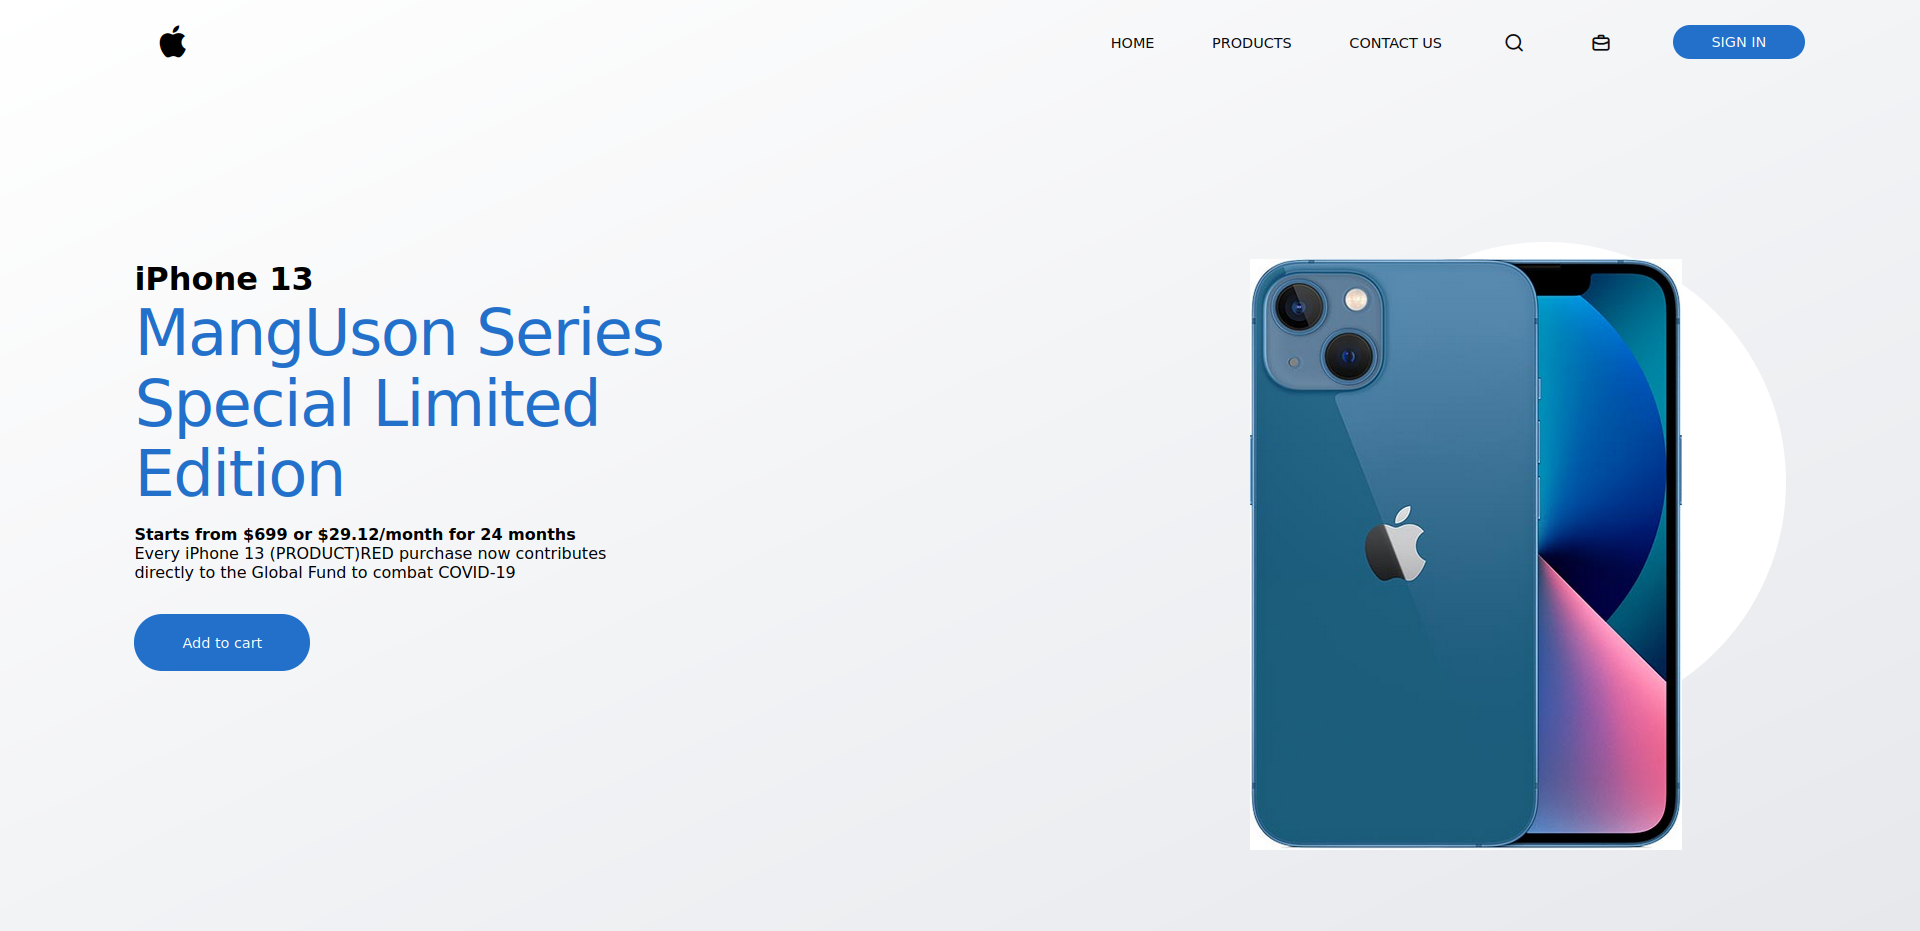 HOME PRODUCTS CONTACT US SIGN IN
iPhone 13
MangUson Series
Special Limited
Edition
Starts from $699 or $29.12/month for 24 months
Every iPhone 13 (PRODUCT)RED purchase now contributes
directly to the Global Fund to combat COVID-19
Add to cart